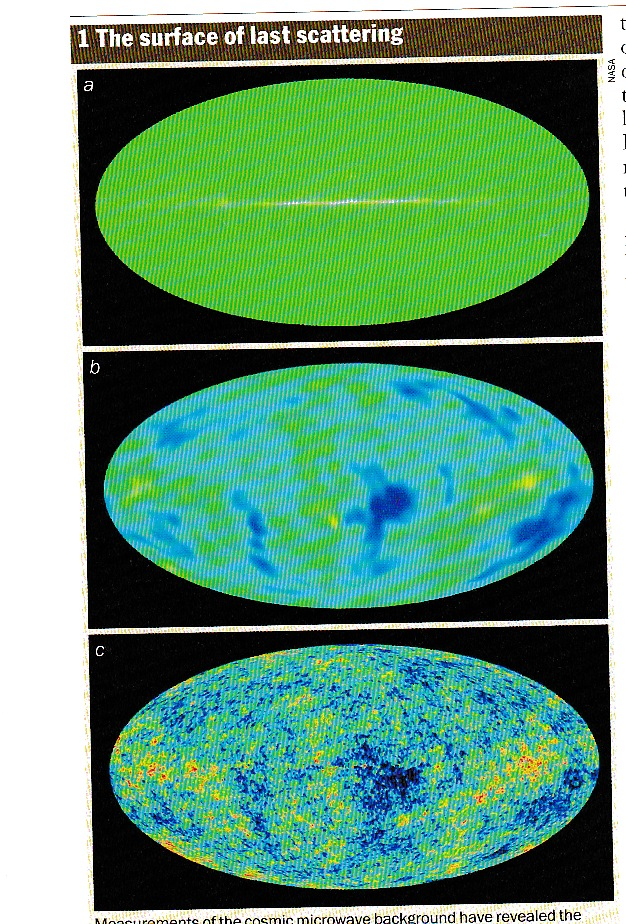 1 The surface of last scattering
NASA
a
b
c
Measurements of the cosmic microwave background have revealed the